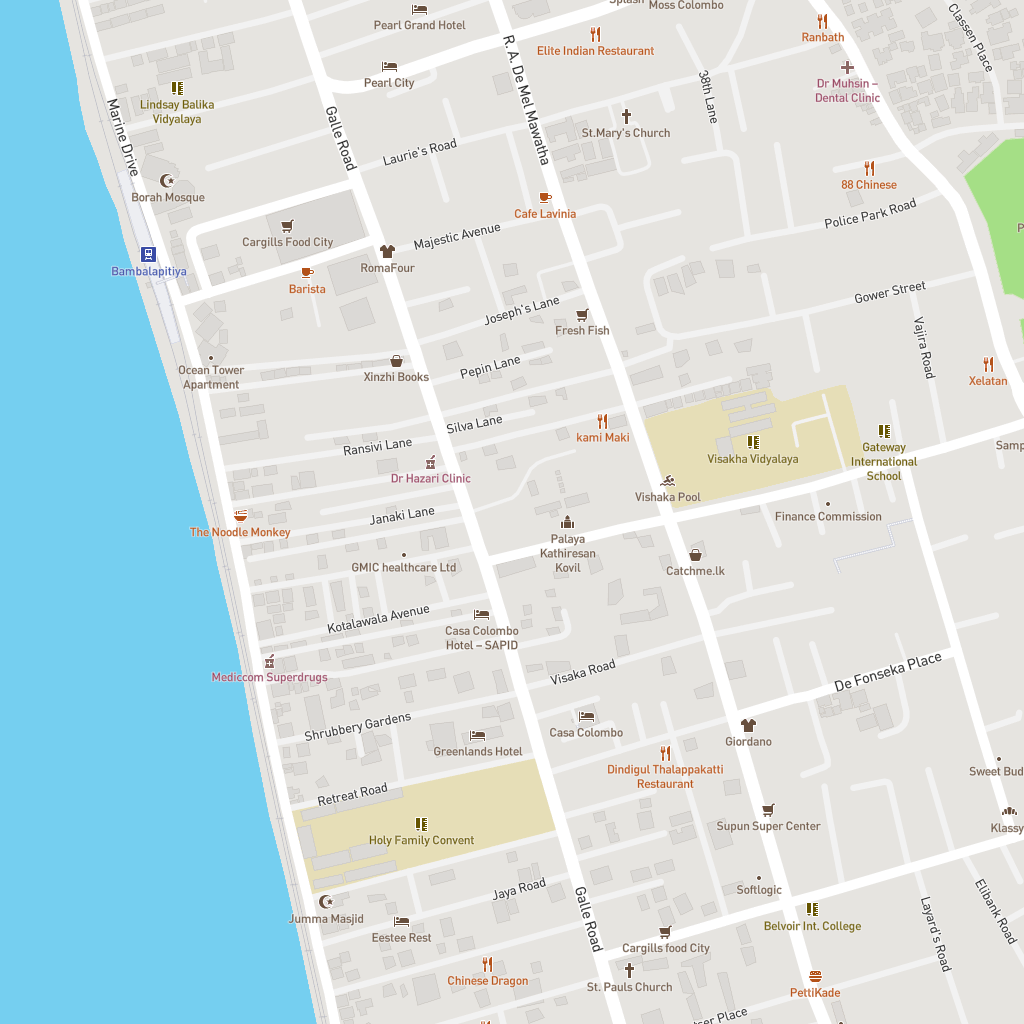 Splash
Moss Colombo
Pearl Grand Hotel
Ranbath
Classen Place
Elite Indian Restaurant
R. A. De Mel Mawatha
Pearl City
38th Lane
Dr Muhsin –
Dental Clinic
Lindsay Balika
Vidyalaya
Marine Drive
Galle Road
St.Mary's Church
Laurie's Road
88 Chinese
Borah Mosque
Cafe Lavinia
Police Park Road
Cargills Food City
Majestic Avenue
Bambalapitiya
RomaFour
Barista
Gower Street
Joseph's Lane
Fresh Fish
Vajira Road
Ocean Tower
Apartment
Xinzhi Books
Pepin Lane
Xelatan
Silva Lane
kami Maki
Ransivi Lane
Visakha Vidyalaya
Gateway
International
School
Samp
Dr Hazari Clinic
Vishaka Pool
Janaki Lane
Finance Commission
The Noodle Monkey
Palaya
Kathiresan
Kovil
GMIC healthcare Ltd
Catchme.lk
Kotalawala Avenue
Casa Colombo
Hotel – SAPID
Mediccom Superdrugs
Visaka Road
De Fonseka Place
Shrubbery Gardens
Casa Colombo
Giordano
Greenlands Hotel
Dindigul Thalappakatti
Restaurant
Sweet Bud
Retreat Road
Supun Super Center
Klassy
Holy Family Convent
Jaya Road
Softlogic
Elibank Road
Jumma Masjid
Eestee Rest
Galle Road
Belvoir Int. College
Layard's Road
Cargills food City
Chinese Dragon
St. Pauls Church
PettiKade
Place